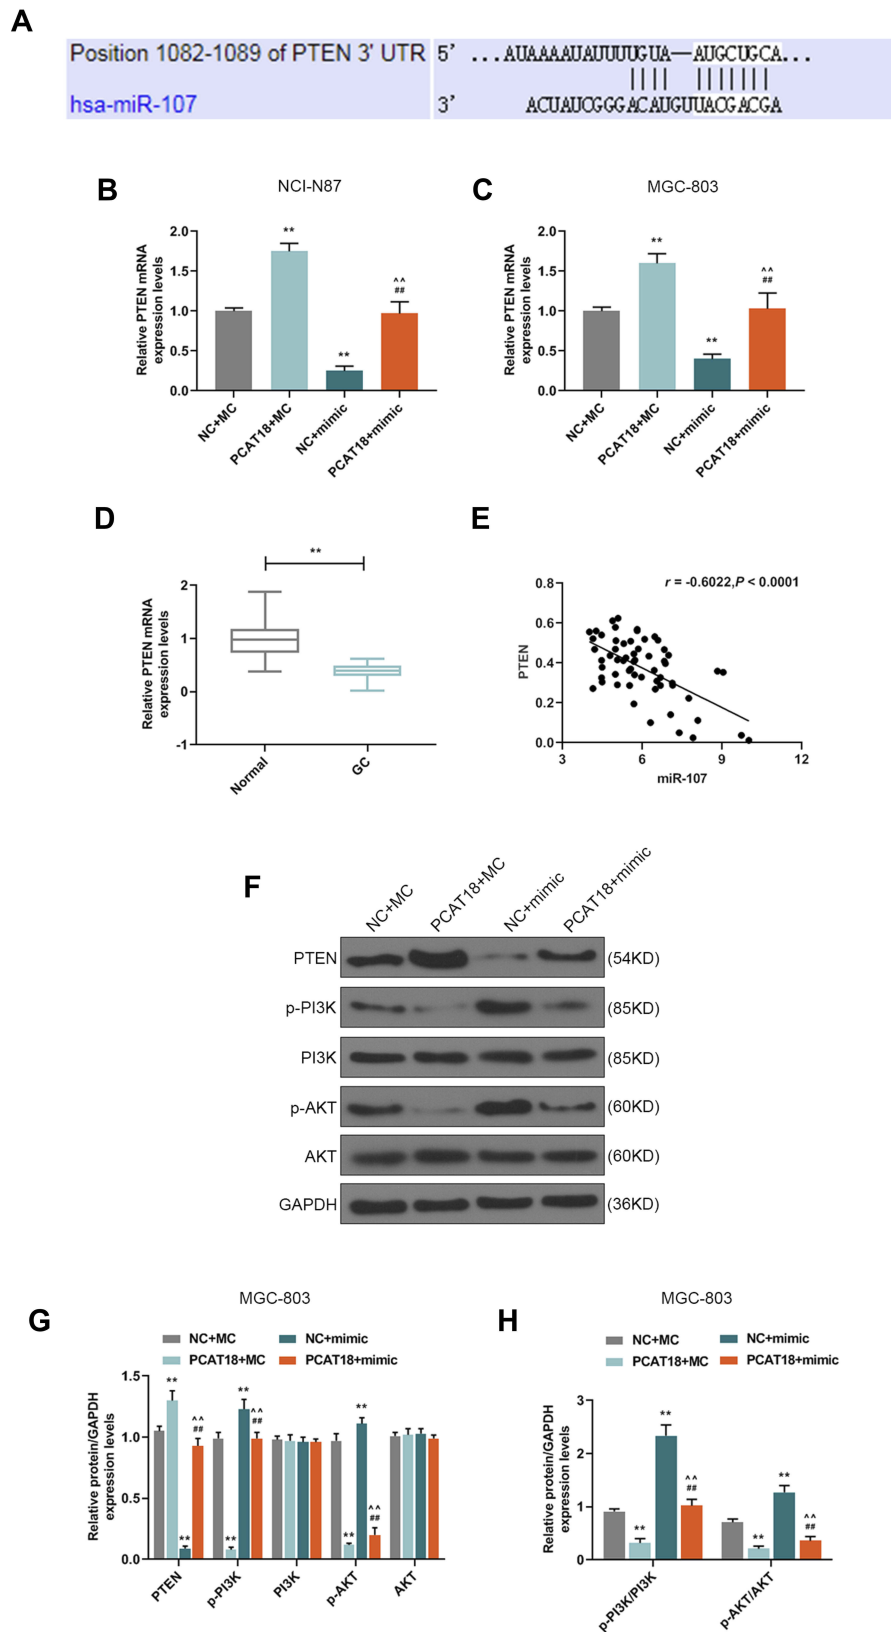 A
Position 1082-1089 of PTEN 3' UTR 5' ...AUAAAAUAUUUUGUA—AUGCUGCA...
hsa-miR-107 3' ACUAUCGGGACAUGUUACGACGA
B
NCI-N87
Relative PTEN mRNA
expression levels
2.0
1.5
1.0
0.5
0.0
**
**
^^
##
NC+MC
PCAT18+MC
NC+mimic
PCAT18+mimic
C
MGC-803
Relative PTEN mRNA
expression levels
2.0
1.5
1.0
0.5
0.0
**
**
^^
##
NC+MC
PCAT18+MC
NC+mimic
PCAT18+mimic
D
**
Relative PTEN mRNA
expression levels
2
1
0
-1
Normal
GC
E
r = -0.6022,P < 0.0001
PTEN
0.8
0.6
0.4
0.2
0.0
3 6 9 12
miR-107
F
NC+MC
PCAT18+MC
NC+mimic
PCAT18+mimic
PTEN (54KD)
p-PI3K (85KD)
PI3K (85KD)
p-AKT (60KD)
AKT (60KD)
GAPDH (36KD)
G
MGC-803
NC+MC NC+mimic
PCAT18+MC PCAT18+mimic
Relative protein/GAPDH
expression levels
1.5
1.0
0.5
0.0
**
**
^^
##
**
**
^^
##
**
**
^^
##
PTEN
p-PI3K
PI3K
p-AKT
AKT
H
MGC-803
NC+MC NC+mimic
PCAT18+MC PCAT18+mimic
Relative protein/GAPDH
expression levels
3
2
1
0
**
**
^^
##
**
**
^^
##
p-PI3K/PI3K
p-AKT/AKT